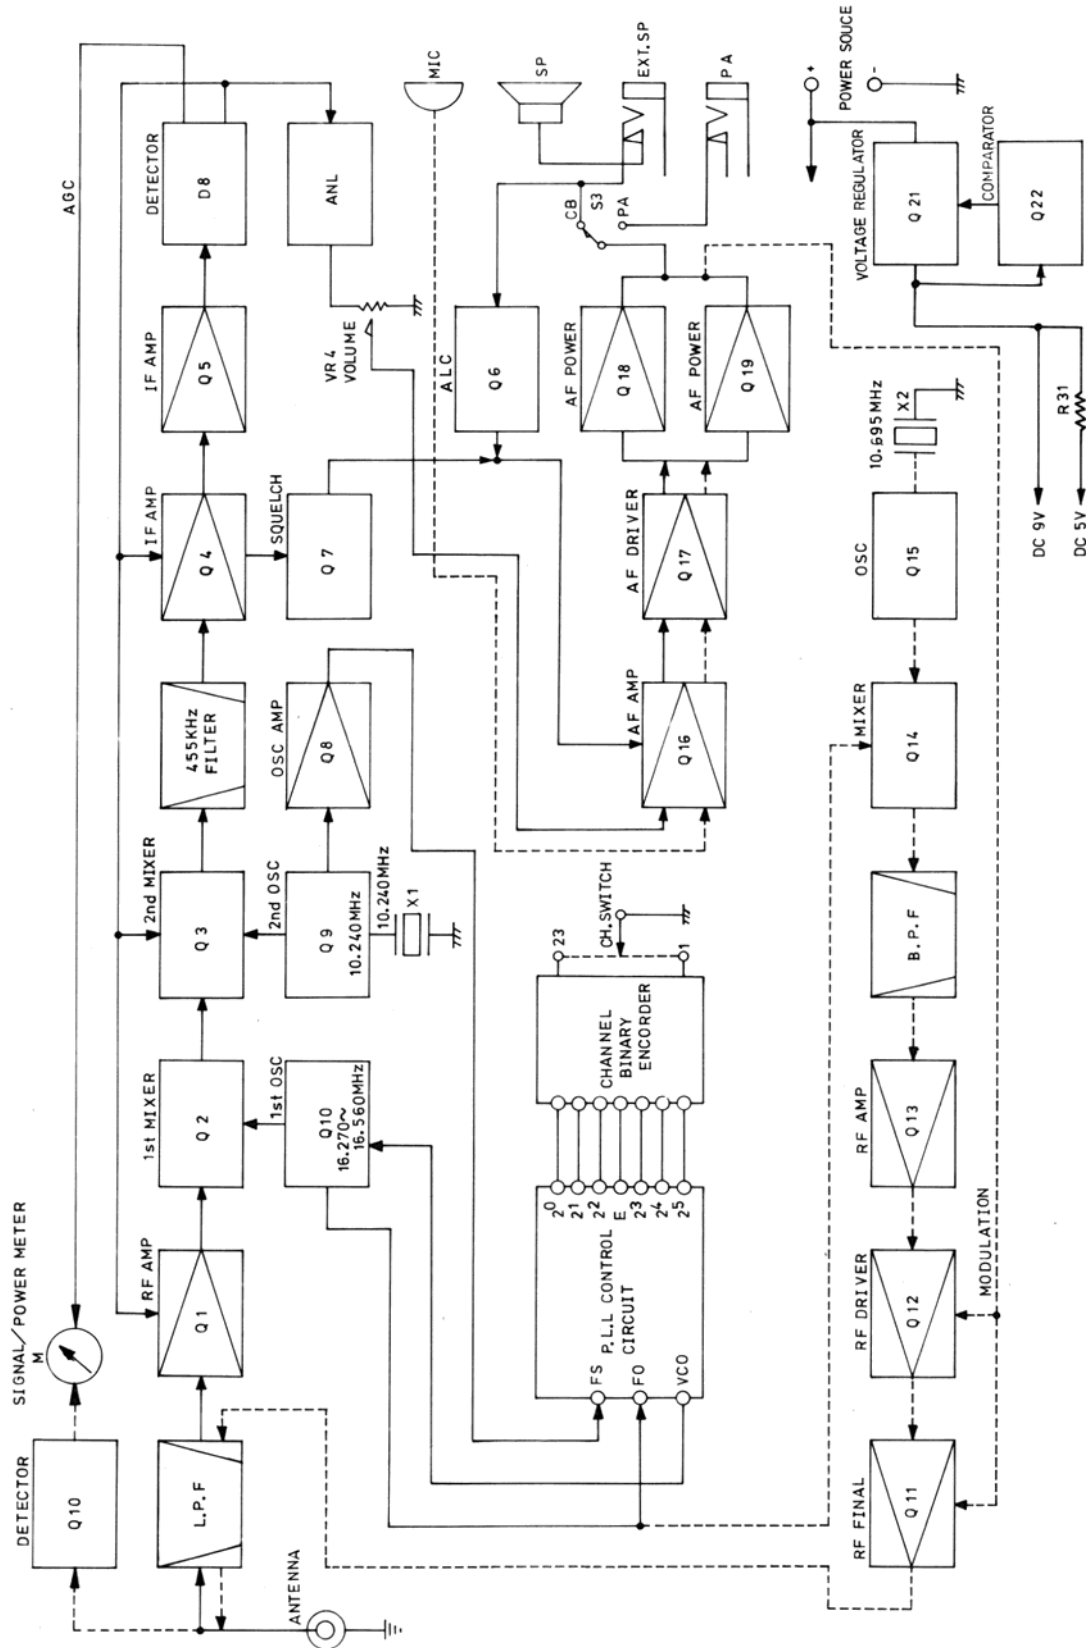 SIGNAL/POWER METER
M
AGC
DETECTOR
Q10
L.P.F
ANTENNA
RF AMP
Q1
1st MIXER
Q2
2nd MIXER
Q3
455KHz
FILTER
IF AMP
Q4
IF AMP
Q5
DETECTOR
D8
1st OSC
Q10
16.270~
16.560MHz
2nd OSC
Q9
10.240MHz
10.240MHz
X1
OSC AMP
Q8
SQUELCH
Q7
ANL
VR4
VOLUME
MIC
ALC
Q6
SP
EXT.SP
PA
CB
S3
PA
P.L.L CONTROL
CIRCUIT
FS
FO
VCO
2⁰
21
22
E
23
24
25
CHANNEL
BINARY
ENCORDER
23
1
CH.SWITCH
AF AMP
Q16
AF DRIVER
Q17
AF POWER
Q18
AF POWER
Q19
POWER SOUCE
+
-
VOLTAGE REGULATOR
Q21
COMPARATOR
Q22
DC 9V
DC 5V
R31
RF FINAL
Q11
RF DRIVER
Q12
MODULATION
RF AMP
Q13
B.P.F
MIXER
Q14
OSC
Q15
10.695MHz
X2